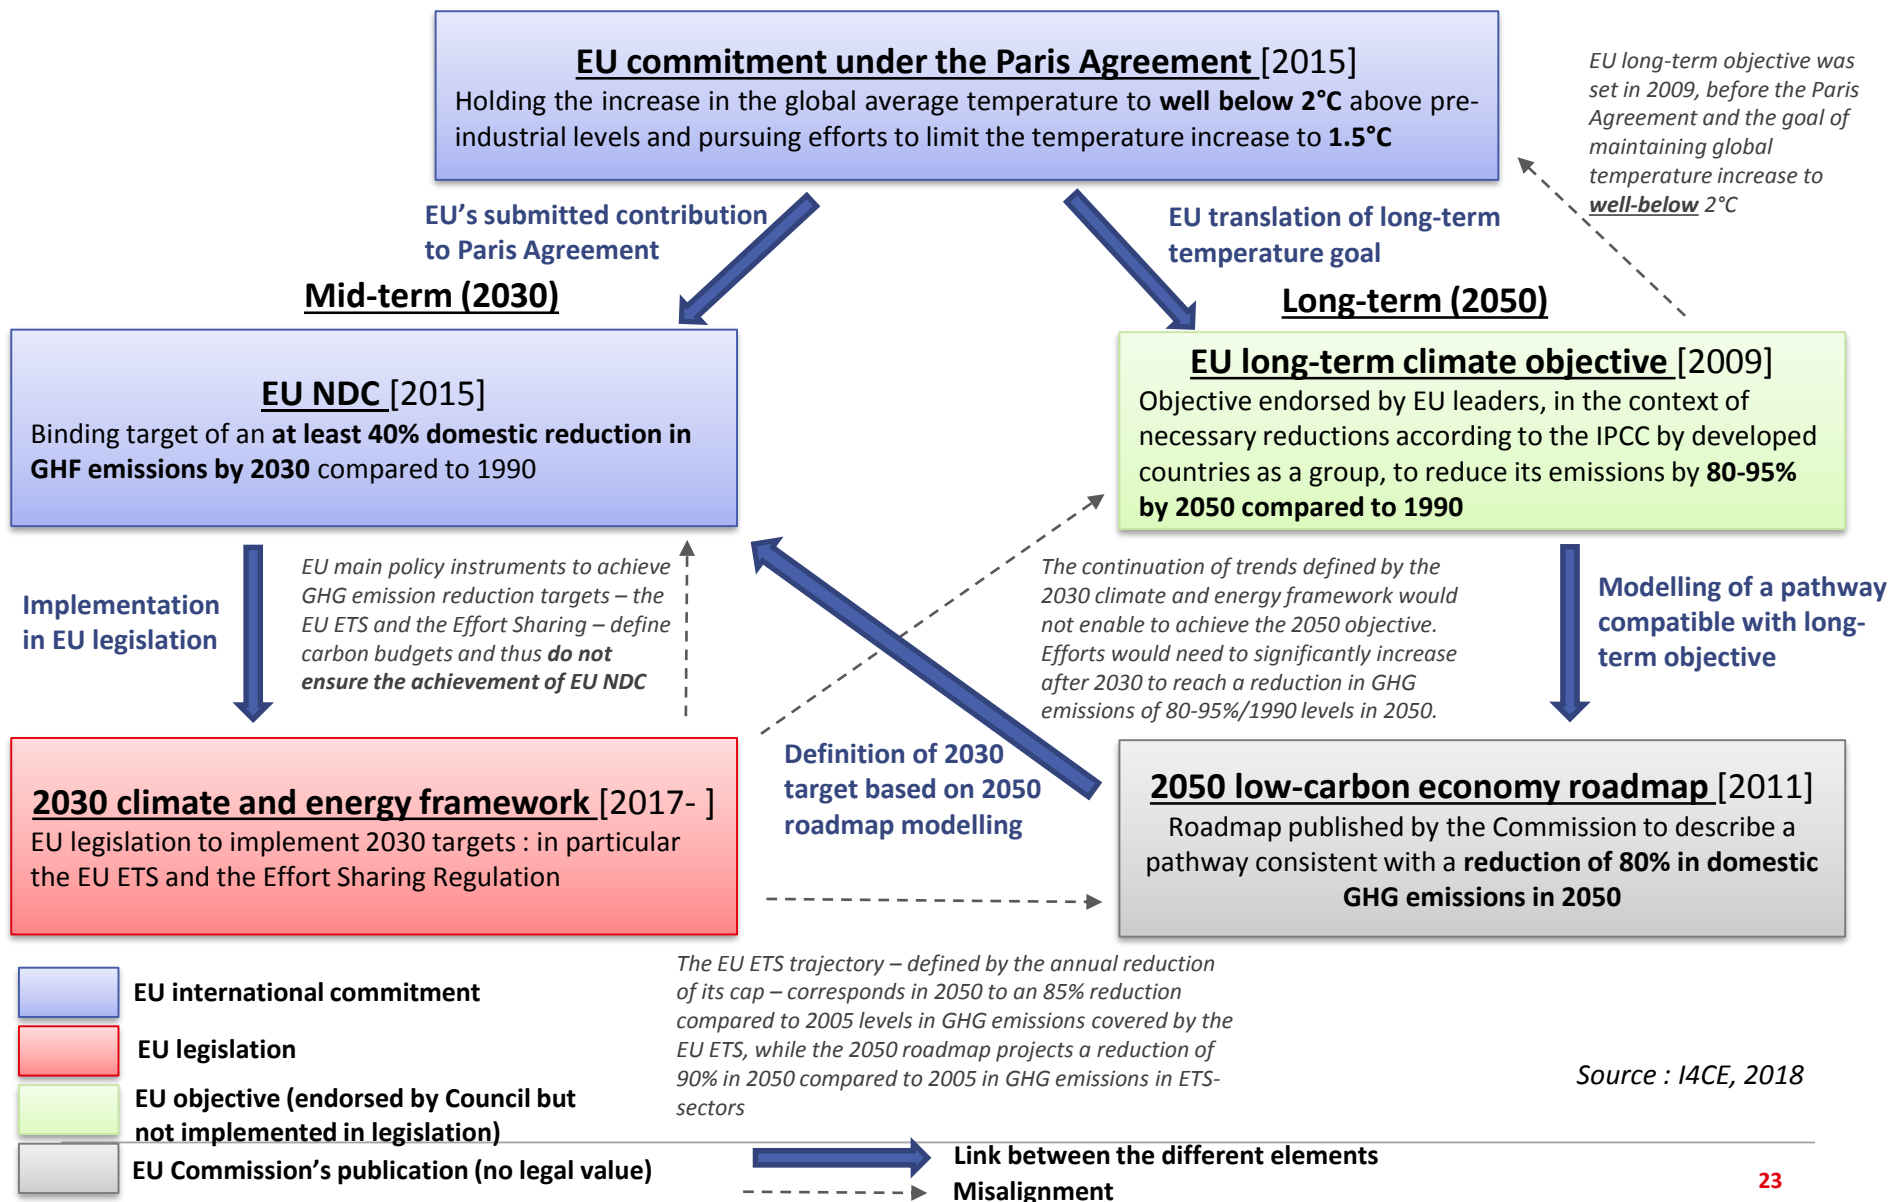 EU commitment under the Paris Agreement [2015]
Holding the increase in the global average temperature to well below 2°C above pre-
industrial levels and pursuing efforts to limit the temperature increase to 1.5°C
EU long-term objective was
set in 2009, before the Paris
Agreement and the goal of
maintaining global
temperature increase to
well-below 2°C
EU's submitted contribution
to Paris Agreement
EU translation of long-term
temperature goal
Mid-term (2030)
Long-term (2050)
EU NDC [2015]
Binding target of an at least 40% domestic reduction in
GHF emissions by 2030 compared to 1990
EU long-term climate objective [2009]
Objective endorsed by EU leaders, in the context of
necessary reductions according to the IPCC by developed
countries as a group, to reduce its emissions by 80-95%
by 2050 compared to 1990
Implementation
in EU legislation
EU main policy instruments to achieve
GHG emission reduction targets – the
EU ETS and the Effort Sharing – define
carbon budgets and thus do not
ensure the achievement of EU NDC
The continuation of trends defined by the
2030 climate and energy framework would
not enable to achieve the 2050 objective.
Efforts would need to significantly increase
after 2030 to reach a reduction in GHG
emissions of 80-95%/1990 levels in 2050.
Modelling of a pathway
compatible with long-
term objective
2030 climate and energy framework [2017- ]
EU legislation to implement 2030 targets : in particular
the EU ETS and the Effort Sharing Regulation
Definition of 2030
target based on 2050
roadmap modelling
2050 low-carbon economy roadmap [2011]
Roadmap published by the Commission to describe a
pathway consistent with a reduction of 80% in domestic
GHG emissions in 2050
The EU ETS trajectory – defined by the annual reduction
of its cap – corresponds in 2050 to an 85% reduction
compared to 2005 levels in GHG emissions covered by the
EU ETS, while the 2050 roadmap projects a reduction of
90% in 2050 compared to 2005 in GHG emissions in ETS-
sectors
EU international commitment
EU legislation
EU objective (endorsed by Council but
not implemented in legislation)
EU Commission's publication (no legal value)
Source : I4CE, 2018
Link between the different elements
Misalignment
23